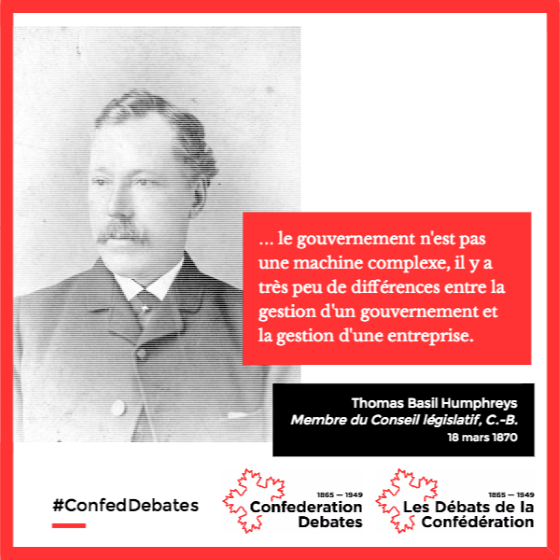 ... le gouvernement n'est pas
une machine complexe, il y a
très peu de différences entre la
gestion d'un gouvernement et
la gestion d'une entreprise.
Thomas Basil Humphreys
Membre du Conseil législatif, C.-B.
18 mars 1870
#ConfedDebates
1865 — 1949
Confederation
Debates
1865 — 1949
Les Débats de la
Confédération